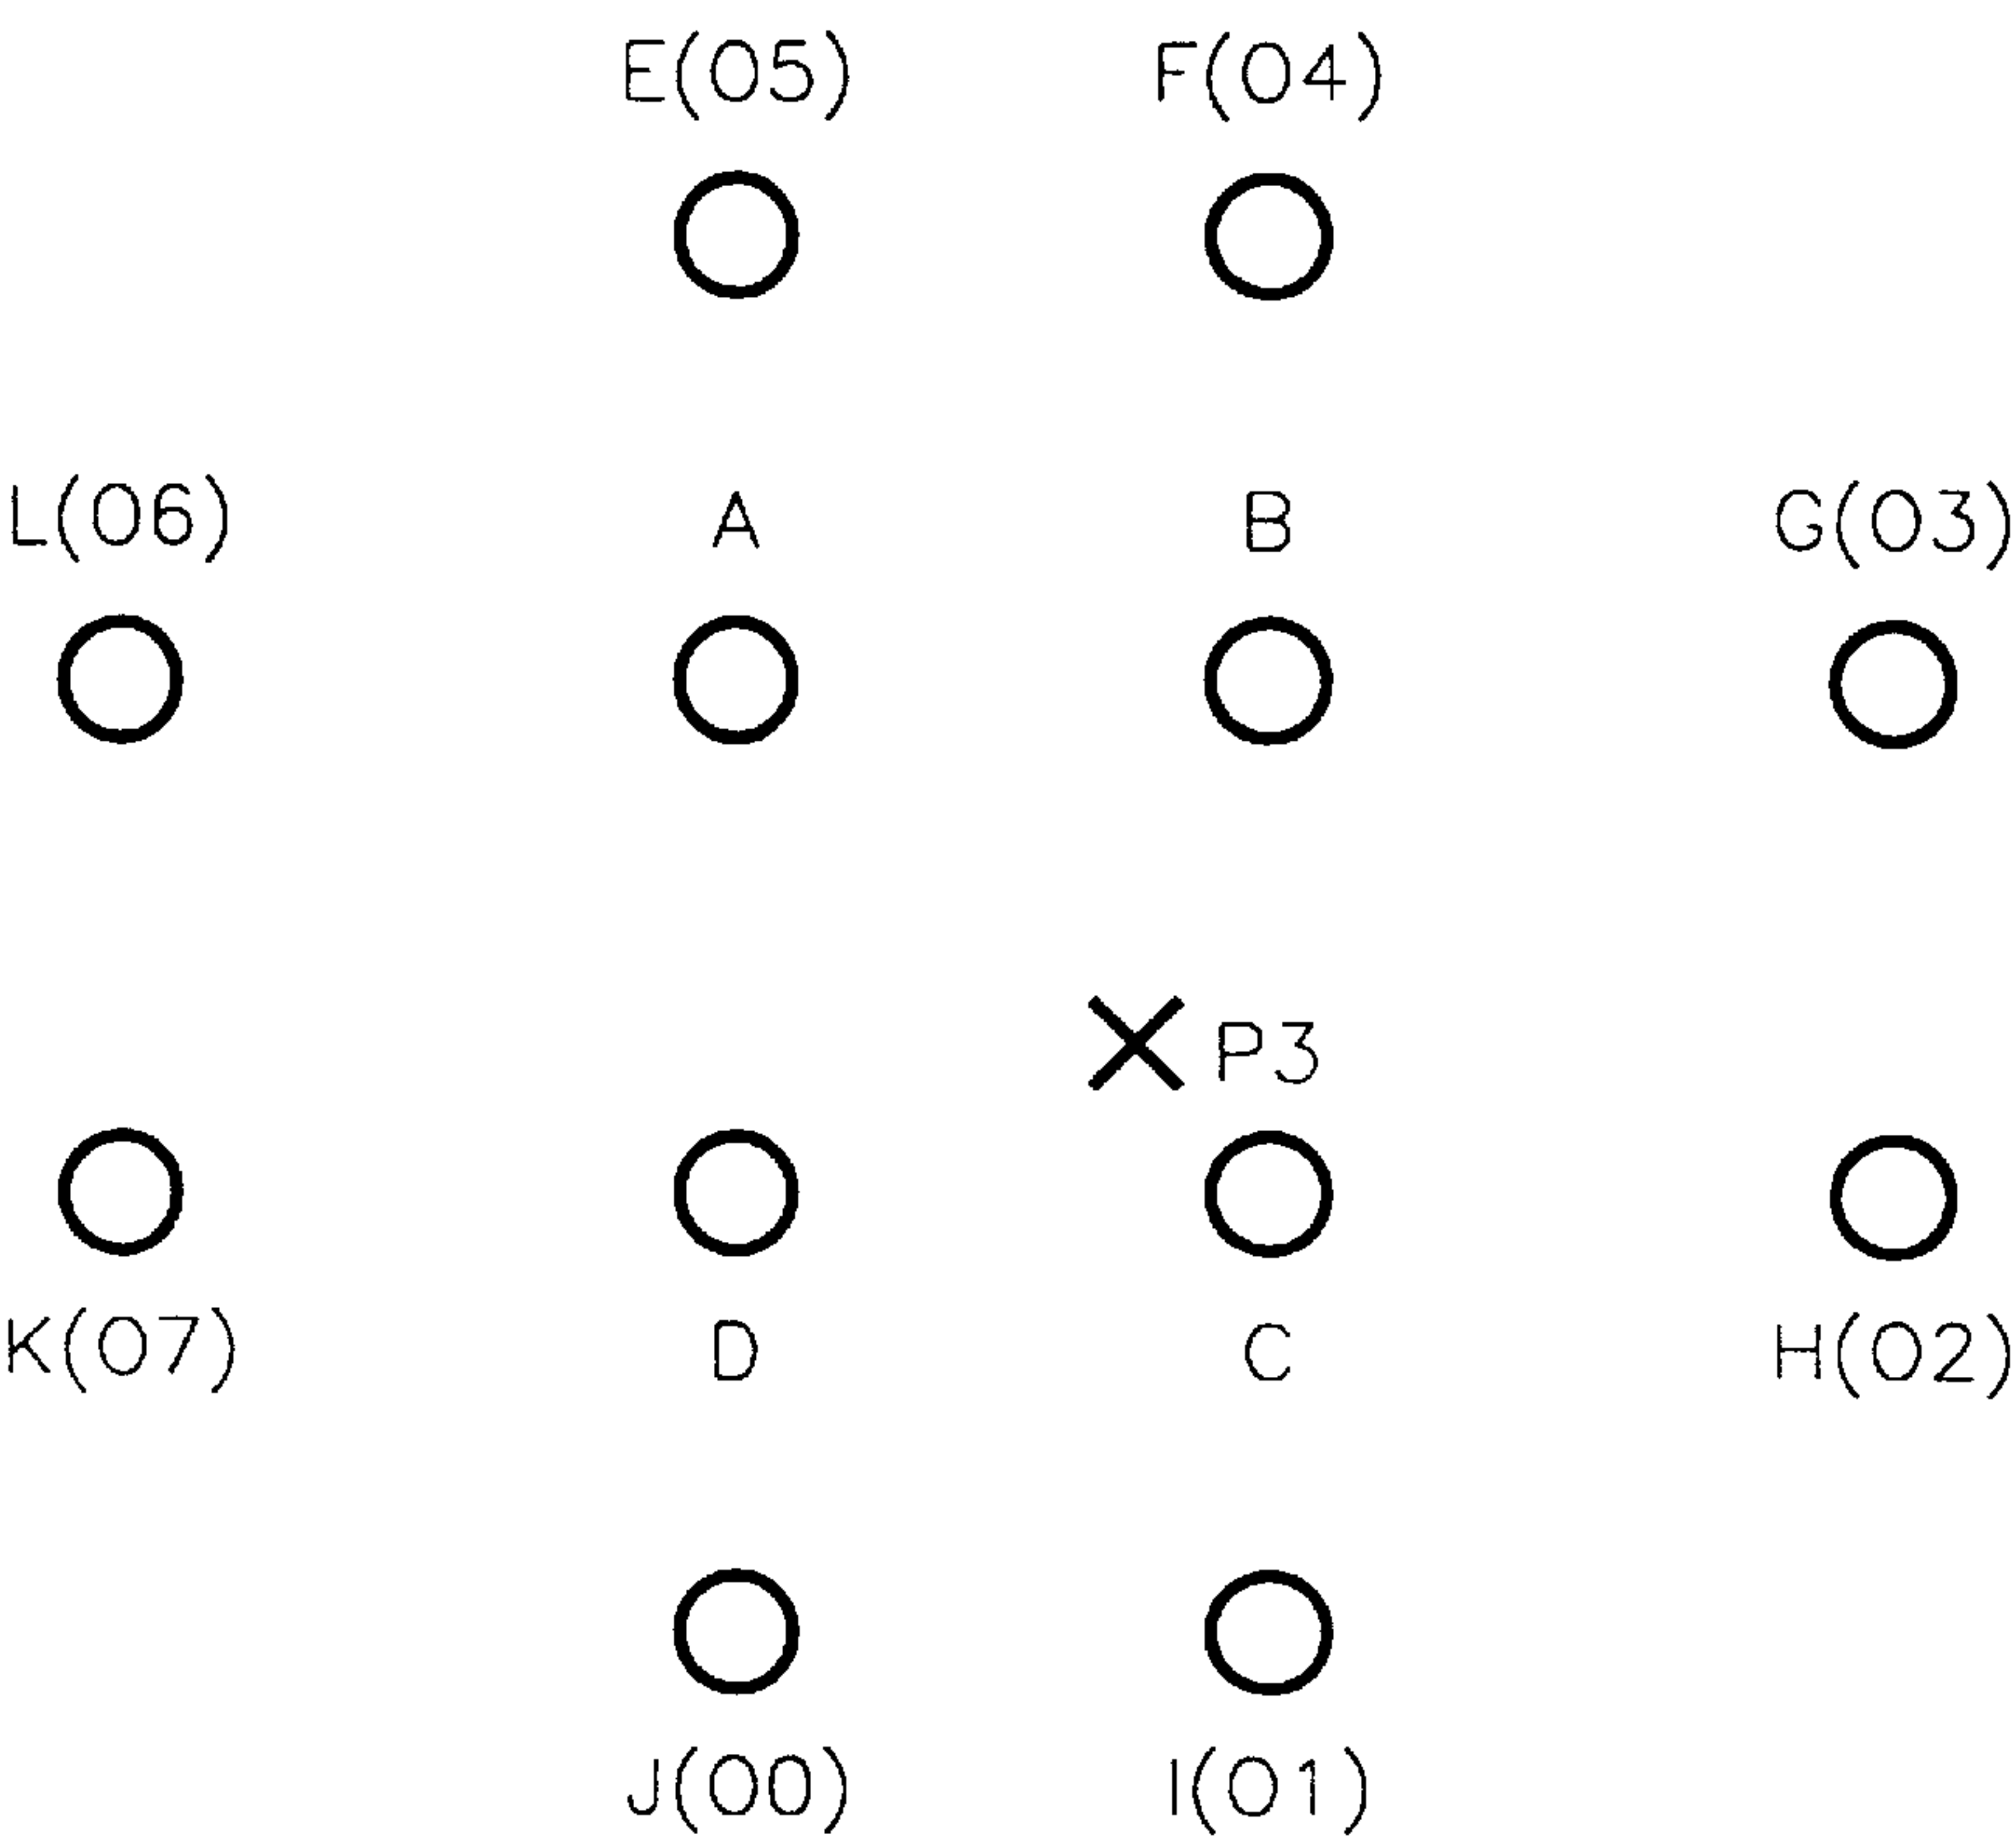 E(05) F(04)
L(06) A B G(03)
P3
K(07) D C H(02)
J(00) I(01)